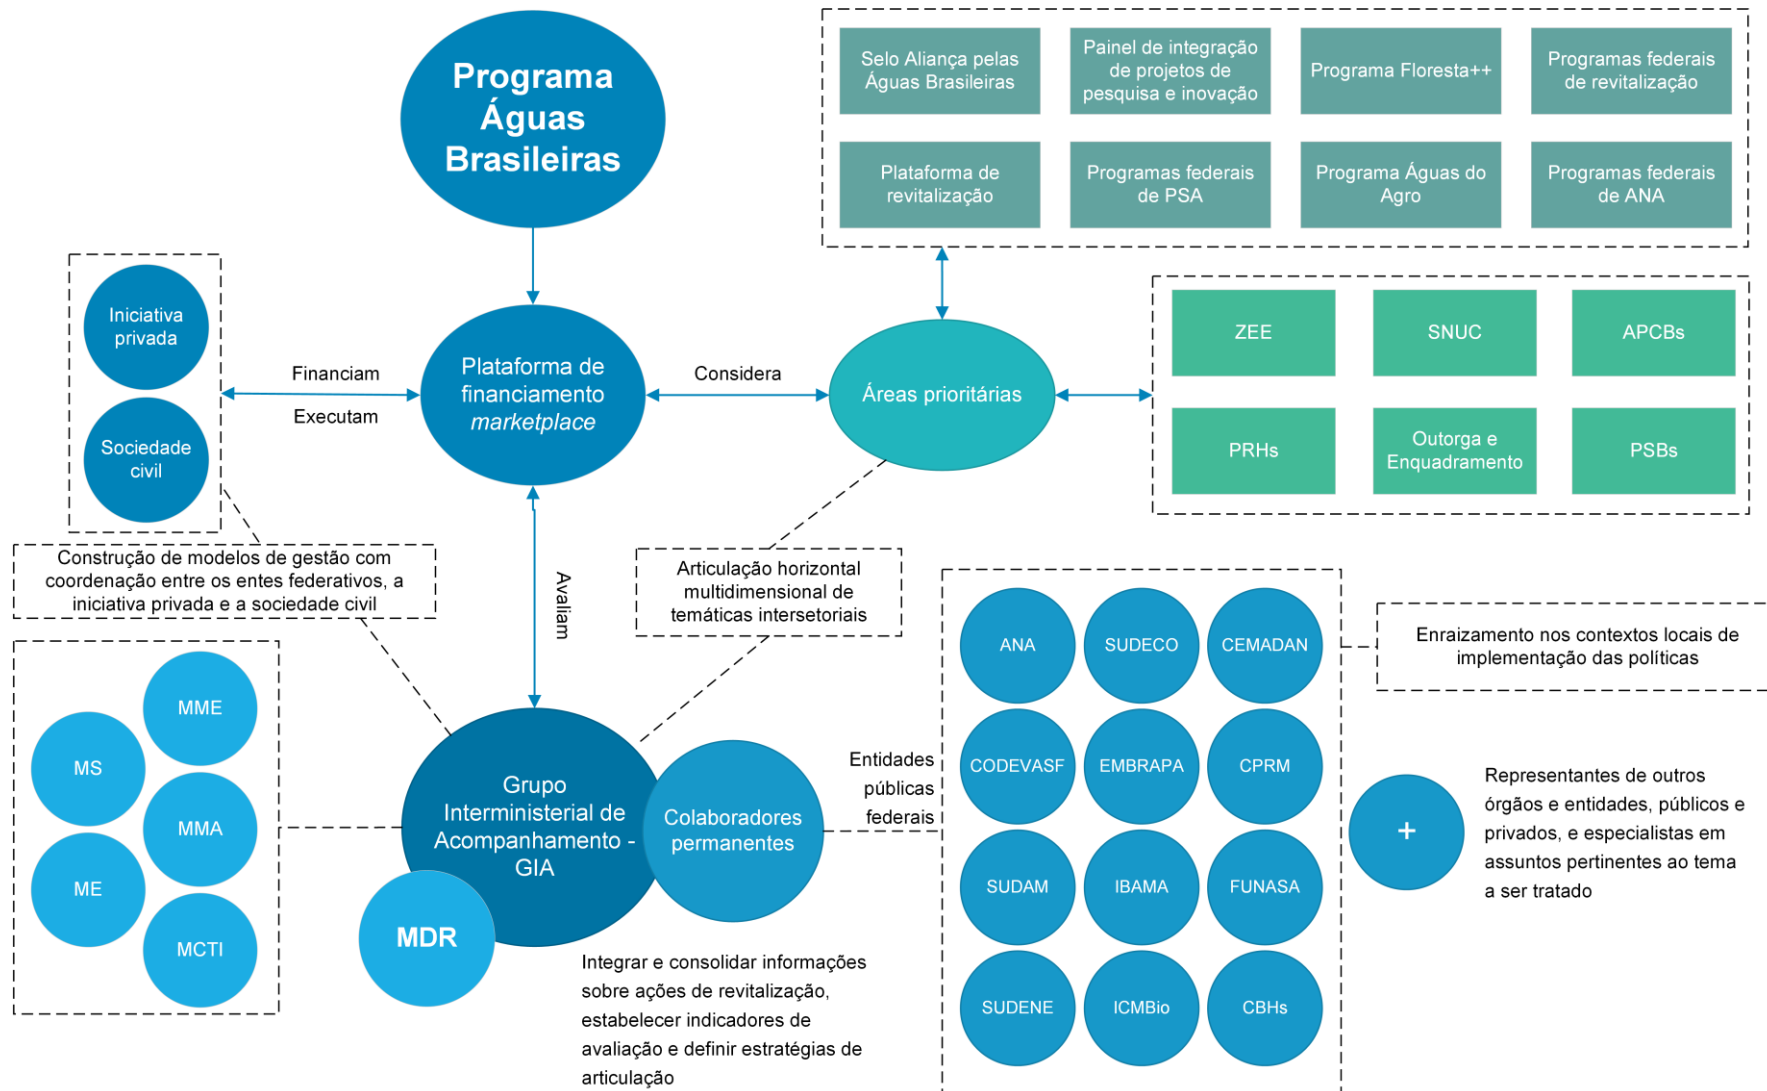 Programa
Águas
Brasileiras
Selo Aliança pelas
Águas Brasileiras
Painel de integração
de projetos de
pesquisa e inovação
Programa Floresta++
Programas federais
de revitalização
Plataforma de
revitalização
Programas federais
de PSA
Programa Águas do
Agro
Programas federais
de ANA
Iniciativa
privada
Sociedade
civil
Financiam
Executam
Plataforma de
financiamento
marketplace
Considera
Áreas prioritárias
ZEE
SNUC
APCBs
PRHs
Outorga e
Enquadramento
PSBs
Construção de modelos de gestão com
coordenação entre os entes federativos, a
iniciativa privada e a sociedade civil
Avaliam
Articulação horizontal
multidimensional de
temáticas intersetoriais
MME
MS
MMA
ME
MCTI
Grupo
Interministerial de
Acompanhamento -
GIA
MDR
Colaboradores
permanentes
Entidades
públicas
federais
Integrar e consolidar informações
sobre ações de revitalização,
estabelecer indicadores de
avaliação e definir estratégias de
articulação
ANA
SUDECO
CEMADAN
CODEVASF
EMBRAPA
CPRM
SUDAM
IBAMA
FUNASA
SUDENE
ICMBio
CBHs
Enraizamento nos contextos locais de
implementação das políticas
+
Representantes de outros
órgãos e entidades, públicos e
privados, e especialistas em
assuntos pertinentes ao tema
a ser tratado